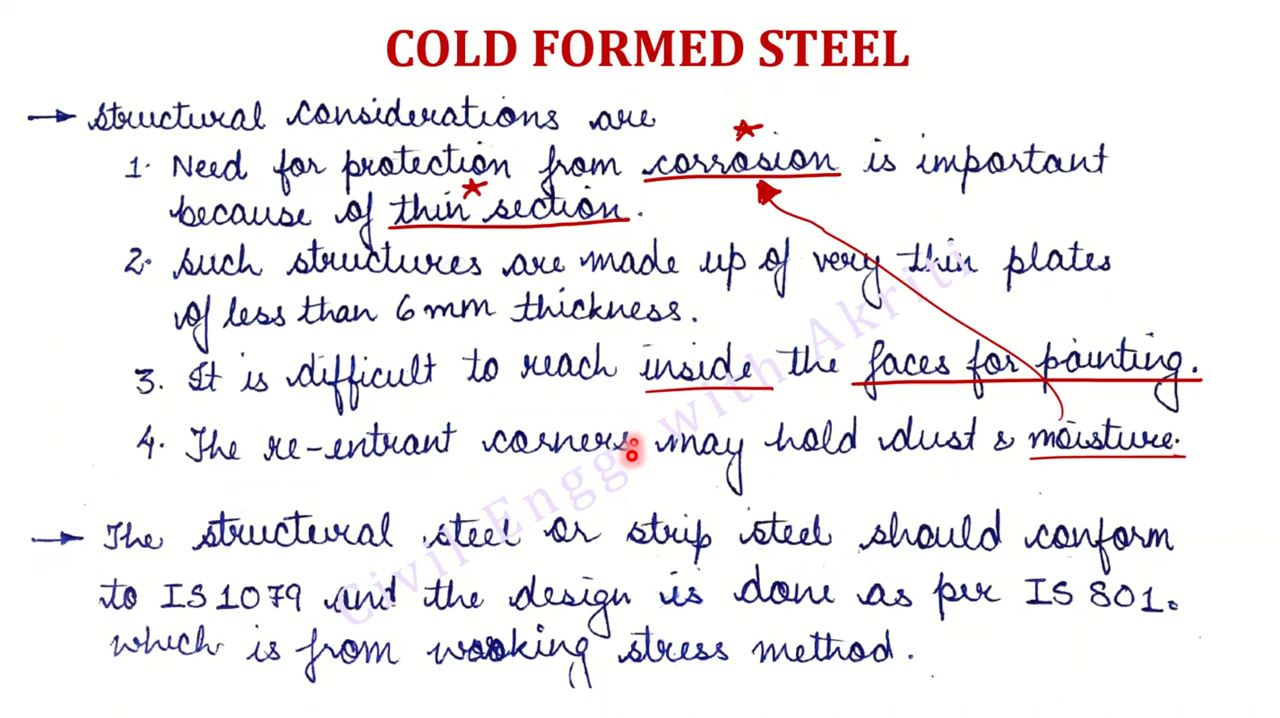 COLD FORMED STEEL
→ Structural considerations are
1. Need for protection from corrosion is important
because of thin section.
2. Such structures are made up of very thin plates
of less than 6 mm thickness.
3. It is difficult to reach inside the faces for painting.
4. The re-entrant corners may hold dust & moisture.
→ The structural steel or strip steel should conform
to IS 1079 and the design is done as per IS 801.
which is from working stress method.
Civil Engg with Akriti